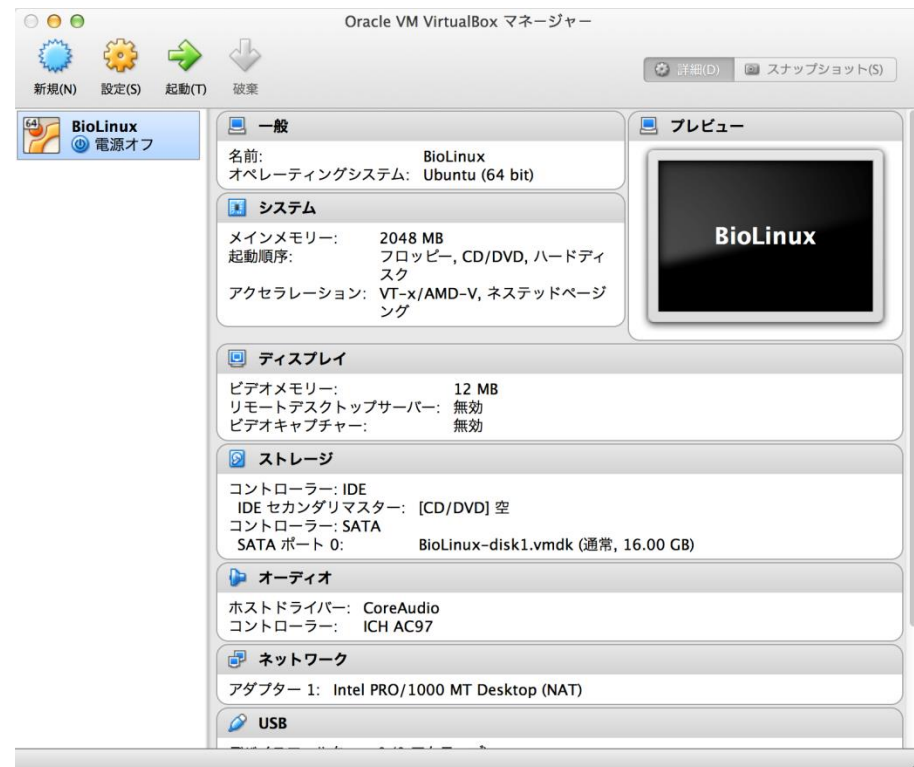 Oracle VM VirtualBox マネージャー
新規(N)
設定(S)
起動(T)
破棄
詳細(D)
スナップショット(S)
64
BioLinux
電源オフ
一般
名前: BioLinux
オペレーティングシステム: Ubuntu (64 bit)
システム
メインメモリー: 2048 MB
起動順序: フロッピー, CD/DVD, ハードディ
スク
アクセラレーション: VT-x/AMD-V, ネステッドページ
ング
プレビュー
BioLinux
ディスプレイ
ビデオメモリー: 12 MB
リモートデスクトップサーバー: 無効
ビデオキャプチャー: 無効
ストレージ
コントローラー: IDE
IDE セカンダリマスター: [CD/DVD] 空
コントローラー: SATA
SATA ポート 0: BioLinux-disk1.vmdk (通常, 16.00 GB)
オーディオ
ホストドライバー: CoreAudio
コントローラー: ICH AC97
ネットワーク
アダプター 1: Intel PRO/1000 MT Desktop (NAT)
USB